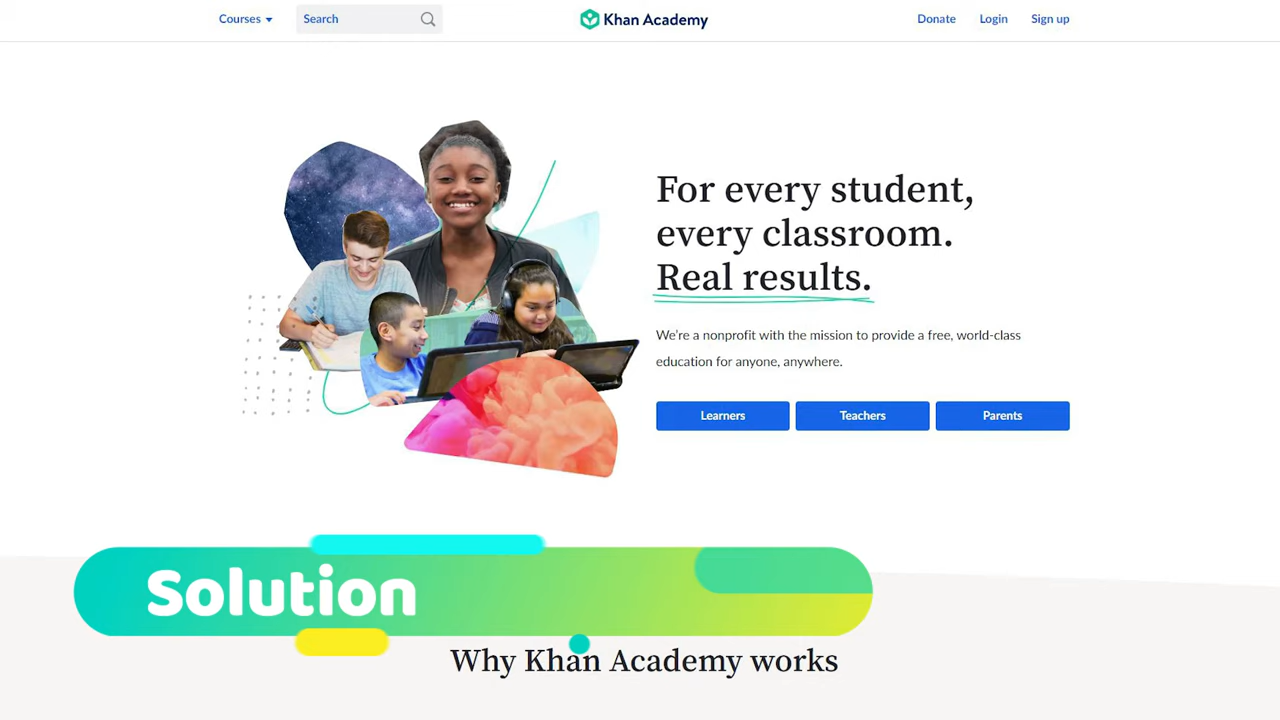 Courses
Search
Khan Academy
Donate
Login
Sign up
For every student,
every classroom.
Real results.
We're a nonprofit with the mission to provide a free, world-class
education for anyone, anywhere.
Learners
Teachers
Parents
Solution
Why Khan Academy works